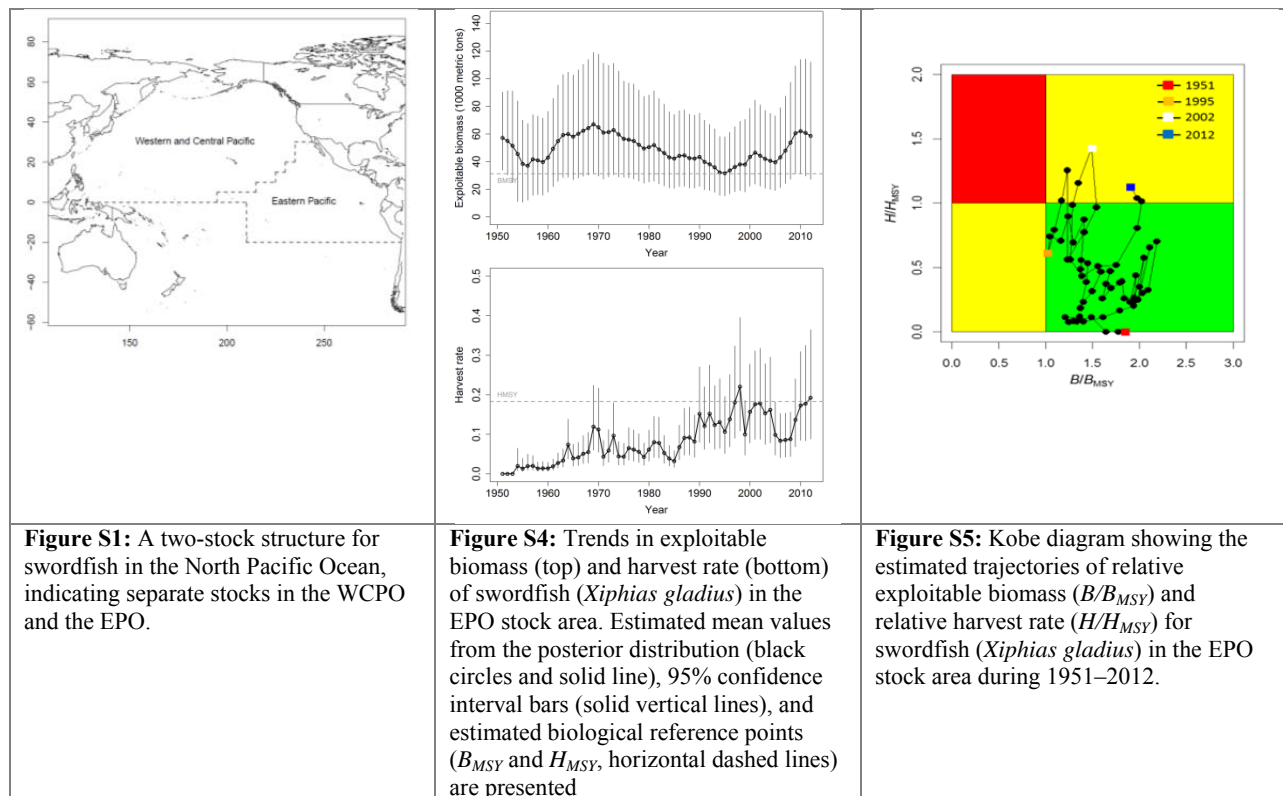 80
60
40
20
0
-20
-40
-60
Western and Central Pacific
Eastern Pacific
150
200
250
Exploitable biomass (1000 metric tons)
140
120
100
80
60
40
20
0
BMSY
1950
1960
1970
1980
1990
2000
2010
Year
Harvest rate
0.5
0.4
0.3
0.2
0.1
0.0
HMSY
1950
1960
1970
1980
1990
2000
2010
Year
H/HMSY
2.0
1.5
1.0
0.5
0.0
1951
1995
2002
2012
0.0
0.5
1.0
1.5
2.0
2.5
3.0
B/BMSY
Figure S1: A two-stock structure for
swordfish in the North Pacific Ocean,
indicating separate stocks in the WCPO
and the EPO.
Figure S4: Trends in exploitable
biomass (top) and harvest rate (bottom)
of swordfish (Xiphias gladius) in the
EPO stock area. Estimated mean values
from the posterior distribution (black
circles and solid line), 95% confidence
interval bars (solid vertical lines), and
estimated biological reference points
(BMSY and HMSY, horizontal dashed lines)
are presented
Figure S5: Kobe diagram showing the
estimated trajectories of relative
exploitable biomass (B/BMSY) and
relative harvest rate (H/HMSY) for
swordfish (Xiphias gladius) in the EPO
stock area during 1951–2012.